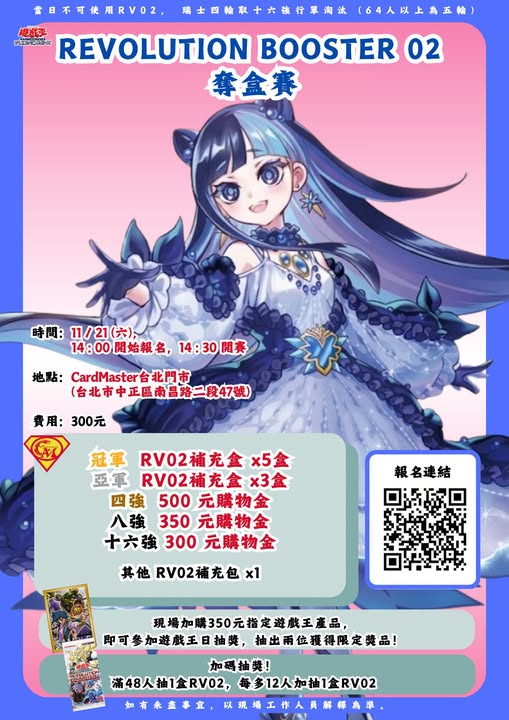 當日不可使用RV02， 瑞士四輪取十六強行單淘汰（64人以上為五輪）
遊戯王
REVOLUTION BOOSTER 02
奪盒賽
時間：11/21(六)，
14:00 開始報名，14:30 開賽
地點：CardMaster台北門市
(台北市中正區南昌路二段47號)
費用：300元
CM
冠軍 RV02補充盒 x5盒
亞軍 RV02補充盒 x3盒
四強 500 元購物金
八強 350 元購物金
十六強 300 元購物金
其他 RV02補充包 x1
報名連結
現場加購350元指定遊戲王產品，
即可參加遊戲王日抽獎，抽出兩位獲得限定獎品！
加碼抽獎！
滿48人抽1盒RV02，每多12人加抽1盒RV02
如有未盡事宜，以現場工作人員解釋為準。